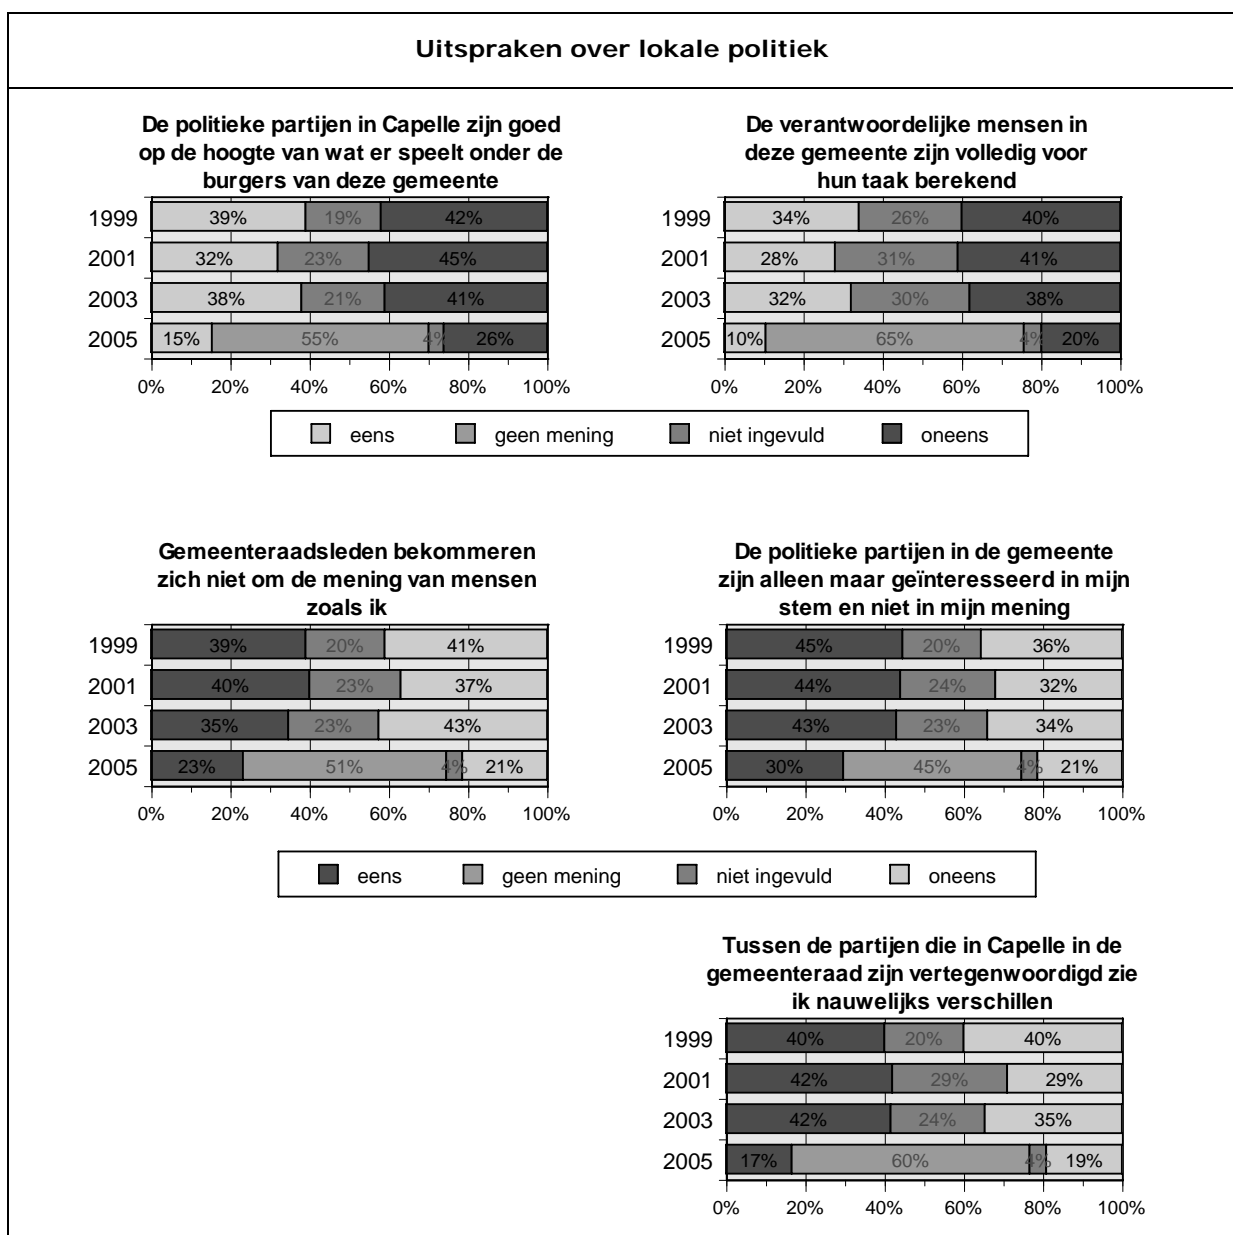 Uitspraken over lokale politiek
De politieke partijen in Capelle zijn goed
op de hoogte van wat er speelt onder de
burgers van deze gemeente
1999 39% 19% 42%
2001 32% 23% 45%
2003 38% 21% 41%
2005 15% 55% 4% 26%
0% 20% 40% 60% 80% 100%
De verantwoordelijke mensen in
deze gemeente zijn volledig voor
hun taak berekend
1999 34% 26% 40%
2001 28% 31% 41%
2003 32% 30% 38%
2005 10% 65% 4% 20%
0% 20% 40% 60% 80% 100%
eens geen mening niet ingevuld oneens
Gemeenteraadsleden bekommeren
zich niet om de mening van mensen
zoals ik
1999 39% 20% 41%
2001 40% 23% 37%
2003 35% 23% 43%
2005 23% 51% 4% 21%
0% 20% 40% 60% 80% 100%
De politieke partijen in de gemeente
zijn alleen maar geïnteresseerd in mijn
stem en niet in mijn mening
1999 45% 20% 36%
2001 44% 24% 32%
2003 43% 23% 34%
2005 30% 45% 4% 21%
0% 20% 40% 60% 80% 100%
eens geen mening niet ingevuld oneens
Tussen de partijen die in Capelle in de
gemeenteraad zijn vertegenwoordigd zie
ik nauwelijks verschillen
1999 40% 20% 40%
2001 42% 29% 29%
2003 42% 24% 35%
2005 17% 60% 4% 19%
0% 20% 40% 60% 80% 100%